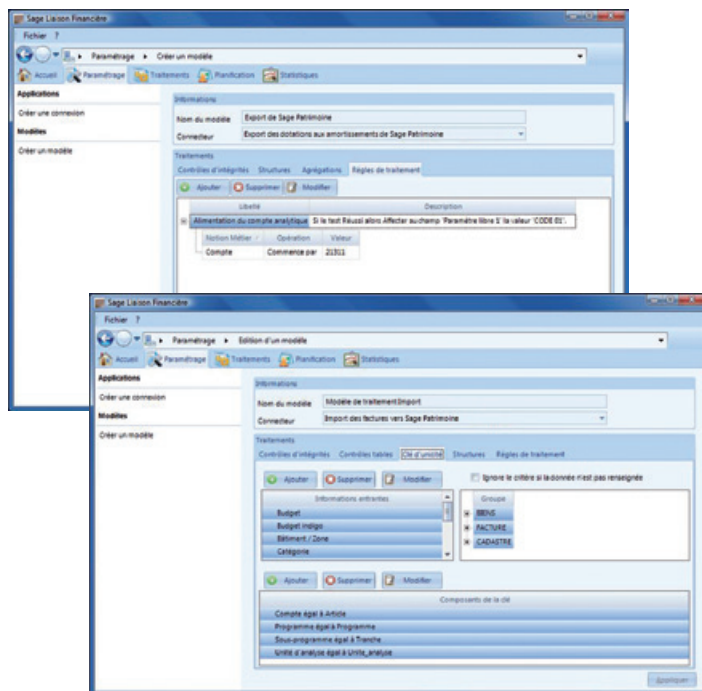 Sage Liaison Financière
Fichier ?
Paramétrage ▸ Créer un modèle
Accueil Paramétrage Traitements Planification Statistiques
Applications
Créer une connexion
Modèles
Créer un modèle
Informations
Nom du modèle Export de Sage Patrimoine
Connecteur Export des dotations aux amortissements de Sage Patrimoine
Traitements
Contrôles d'intégrités Structures Agrégations Règles de traitement
Ajouter Supprimer Modifier
Libellé Description
Alimentation du compte analytique Si le test Réussi alors Affecter au champ 'Paramètre libre 1' la valeur 'CODE 01'.
Notion Métier Opération Valeur
Compte Commence par 21311
Sage Liaison Financière
Fichier ?
Paramétrage ▸ Edition d'un modèle
Accueil Paramétrage Traitements Planification Statistiques
Applications
Créer une connexion
Modèles
Créer un modèle
Informations
Nom du modèle Modèle de traitement Import
Connecteur Import des factures vers Sage Patrimoine
Traitements
Contrôles d'intégrités Contrôles tables Clé d'unicité Structures Règles de traitement
Ajouter Supprimer Modifier Ignore le critère si la donnée n'est pas renseignée
Informations entrantes
Budget
Budget indigo
Bâtiment / Zone
Catégorie
Groupe
BIENS
FACTURE
CADASTRE
Ajouter Supprimer Modifier
Composants de la clé
Compte égal à Article
Programme égal à Programme
Sous-programme égal à Tranche
Unité d'analyse égal à Unite_analyse
Appliquer